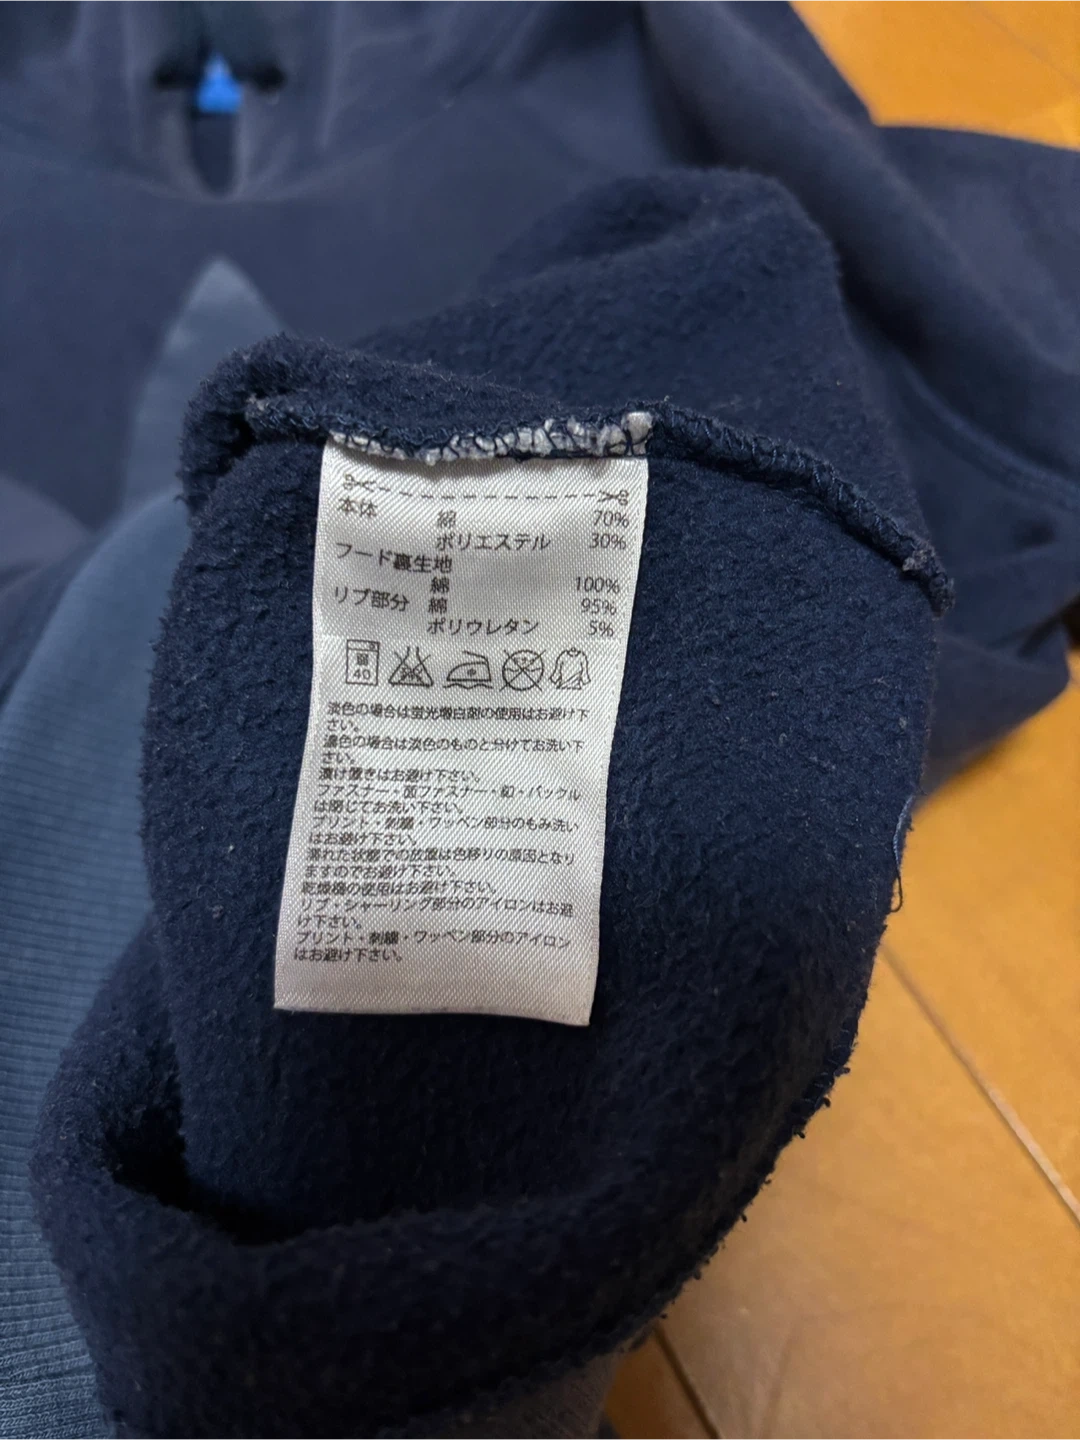 本体 綿 70%
ポリエステル 30%
フード裏生地
綿 100%
リブ部分 綿 95%
ポリウレタン 5%
40
淡色の場合は蛍光増白剤の使用はお避け下
さい。
濃色の場合は淡色のものと分けてお洗い下
さい。
漬け置きはお避け下さい。
ファスナー・面ファスナー・釦・バックル
は閉じてお洗い下さい。
プリント・刺繍・ワッペン部分のもみ洗い
はお避け下さい。
濡れた状態での放置は色移りの原因となり
ますのでお避け下さい。
乾燥機の使用はお避け下さい。
リブ・シャーリング部分のアイロンはお避
け下さい。
プリント・刺繍・ワッペン部分のアイロン
はお避け下さい。